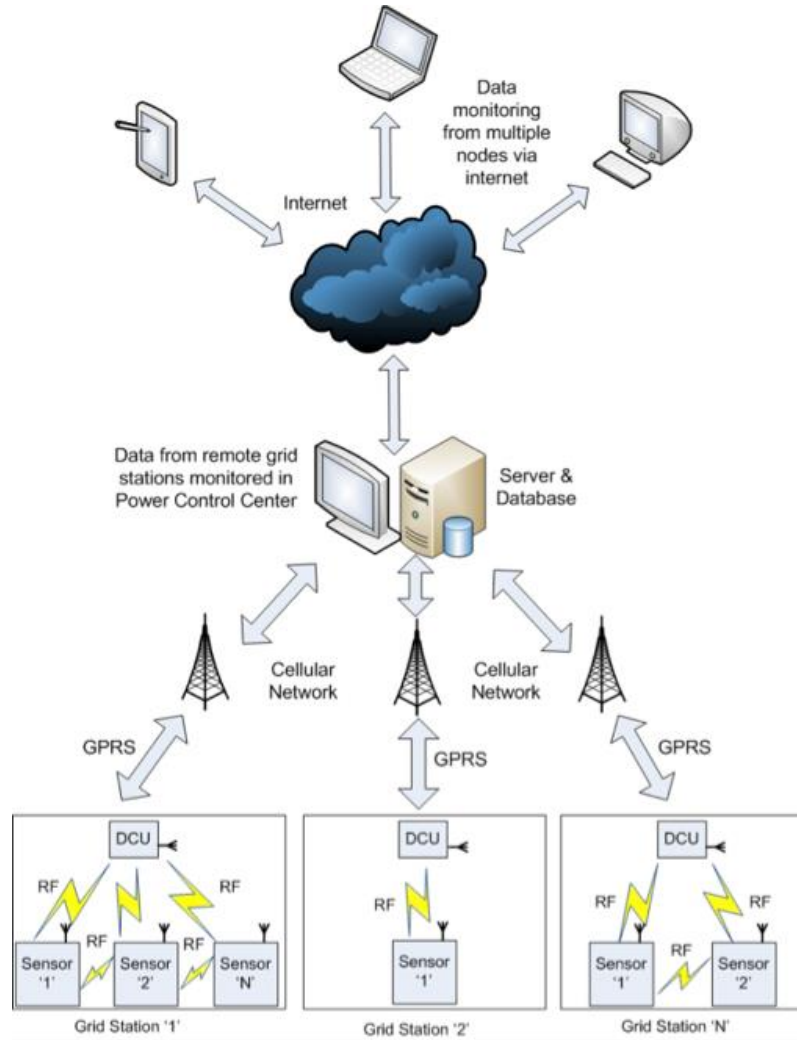 Data
monitoring
from multiple
nodes via
internet
Internet
Data from remote grid
stations monitored in
Power Control Center
Server &
Database
Cellular
Network
Cellular
Network
GPRS
GPRS
GPRS
DCU
RF
RF
RF
RF
Sensor
'1'
Sensor
'2'
Sensor
'N'
Grid Station '1'
DCU
RF
Sensor
'1'
Grid Station '2'
DCU
RF
RF
RF
Sensor
'1'
Sensor
'2'
Grid Station 'N'